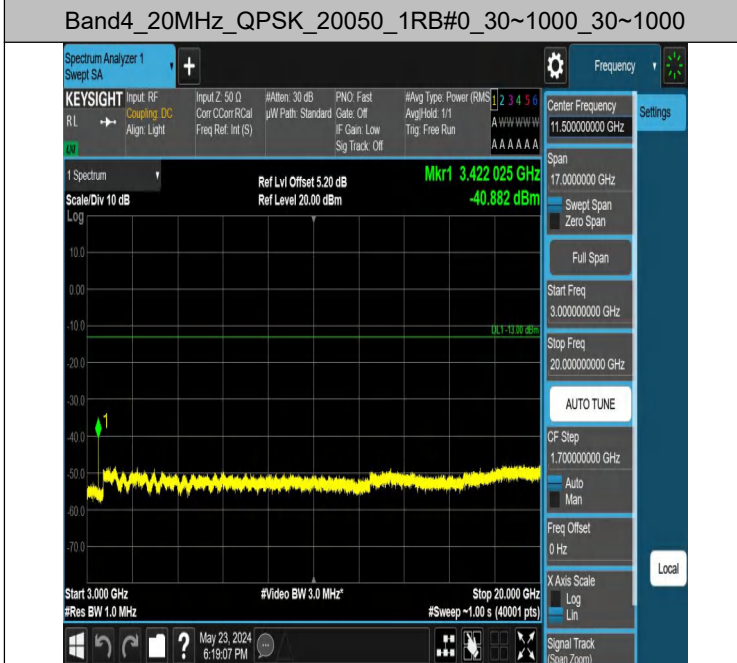 Band4_20MHz_QPSK_20050_1RB#0_30~1000_30~1000
Spectrum Analyzer 1
Swept SA
+
Frequency
KEYSIGHT
RL
Input: RF
Coupling: DC
Align: Light
Input Z: 50 Ω
Corr CCorr RCal
Freq Ref: Int (S)
#Atten: 30 dB
µW Path: Standard
PNO: Fast
Gate: Off
IF Gain: Low
Sig Track: Off
#Avg Type: Power (RMS
Avg|Hold: 1/1
Trig: Free Run
1 2 3 4 5 6
A W W W W W
A A A A A A
1 Spectrum
Scale/Div 10 dB
Log
Ref Lvl Offset 5.20 dB
Ref Level 20.00 dBm
Mkr1 3.422 025 GHz
-40.882 dBm
10.0
0.00
-10.0
-20.0
-30.0
-40.0
-50.0
-60.0
-70.0
DL1 -13.00 dBm
1
Start 3.000 GHz
#Res BW 1.0 MHz
#Video BW 3.0 MHz*
Stop 20.000 GHz
#Sweep ~1.00 s (40001 pts)
Center Frequency
11.500000000 GHz
Settings
Span
17.0000000 GHz
Swept Span
Zero Span
Full Span
Start Freq
3.000000000 GHz
Stop Freq
20.000000000 GHz
AUTO TUNE
CF Step
1.700000000 GHz
Auto
Man
Freq Offset
0 Hz
X Axis Scale
Log
Lin
Local
Signal Track
(Span Zoom)
?
May 23, 2024
6:19:07 PM